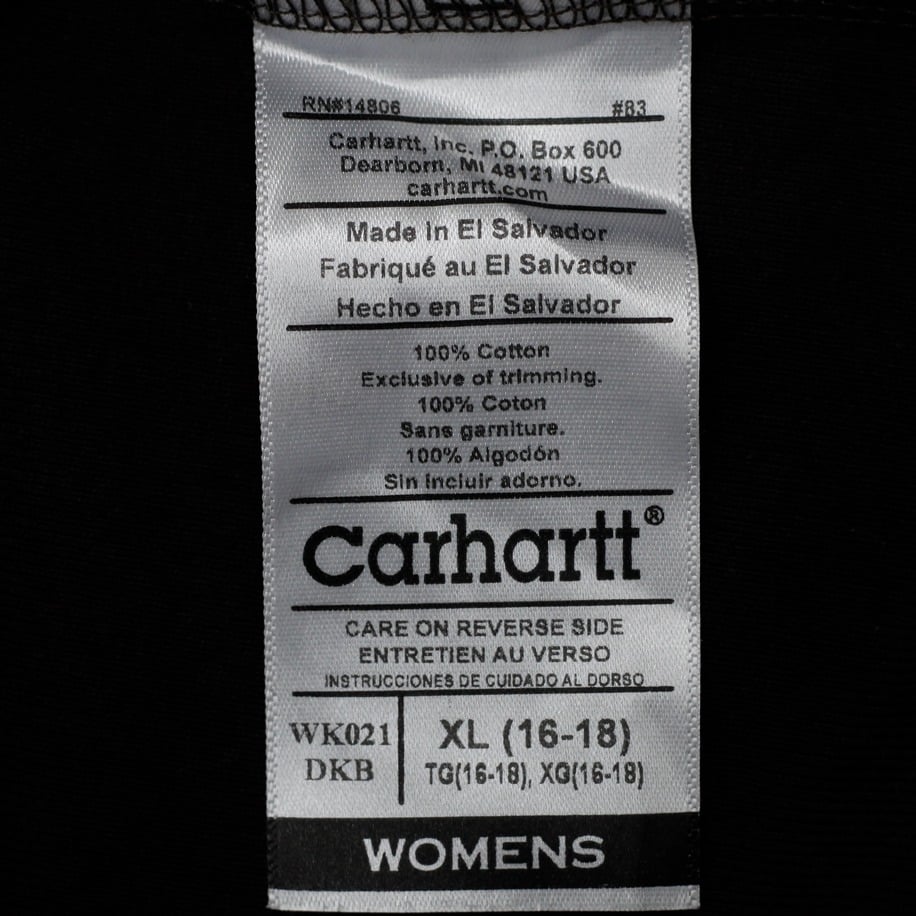 RN#14806 #83
Carhartt, Inc. P.O. Box 600
Dearborn, MI 48121 USA
carhartt.com
Made in El Salvador
Fabriqué au El Salvador
Hecho en El Salvador
100% Cotton
Exclusive of trimming.
100% Coton
Sans garniture.
100% Algodón
Sin incluir adorno.
Carhartt®
CARE ON REVERSE SIDE
ENTRETIEN AU VERSO
INSTRUCCIONES DE CUIDADO AL DORSO
WK021 XL (16-18)
DKB TG(16-18), XG(16-18)
WOMENS